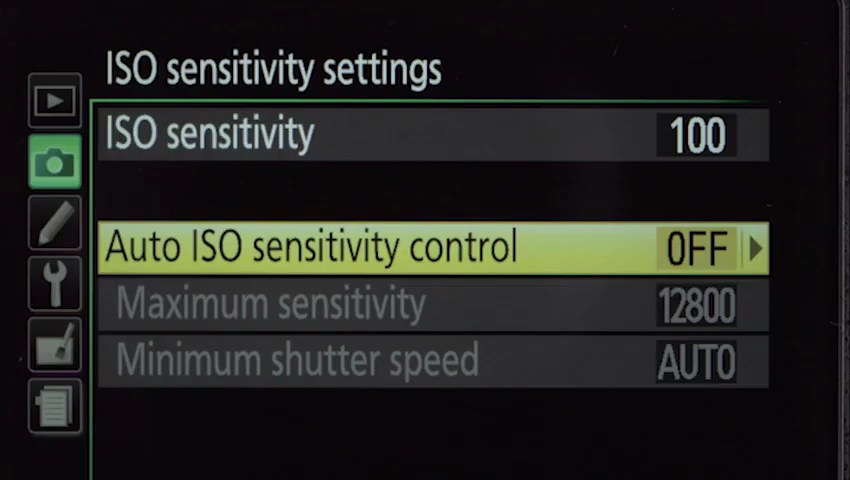 ISO sensitivity settings
ISO sensitivity 100
Auto ISO sensitivity control OFF
Maximum sensitivity 12800
Minimum shutter speed AUTO